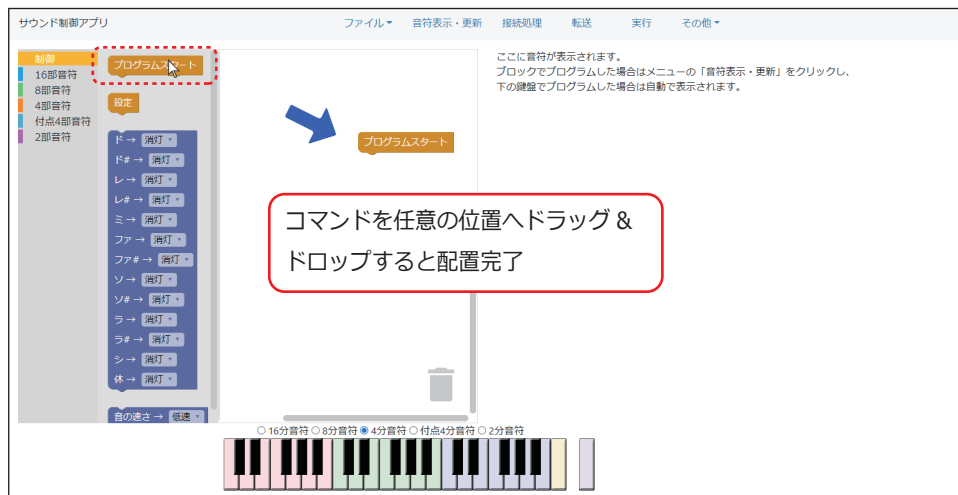 サウンド制御アプリ
ファイル 音符表示・更新 接続処理 転送 実行 その他
制御
16部音符
8部音符
4部音符
付点4部音符
2部音符
プログラムスタート
設定
ド→ 消灯
ド#→ 消灯
レ→ 消灯
レ#→ 消灯
ミ→ 消灯
ファ→ 消灯
ファ#→ 消灯
ソ→ 消灯
ソ#→ 消灯
ラ→ 消灯
ラ#→ 消灯
シ→ 消灯
休→ 消灯
音の速さ→ 低速
プログラムスタート
コマンドを任意の位置へドラッグ&
ドロップすると配置完了
ここに音符が表示されます。
ブロックでプログラムした場合はメニューの「音符表示・更新」をクリックし、
下の鍵盤でプログラムした場合は自動で表示されます。
16分音符 8分音符 4分音符 付点4分音符 2分音符